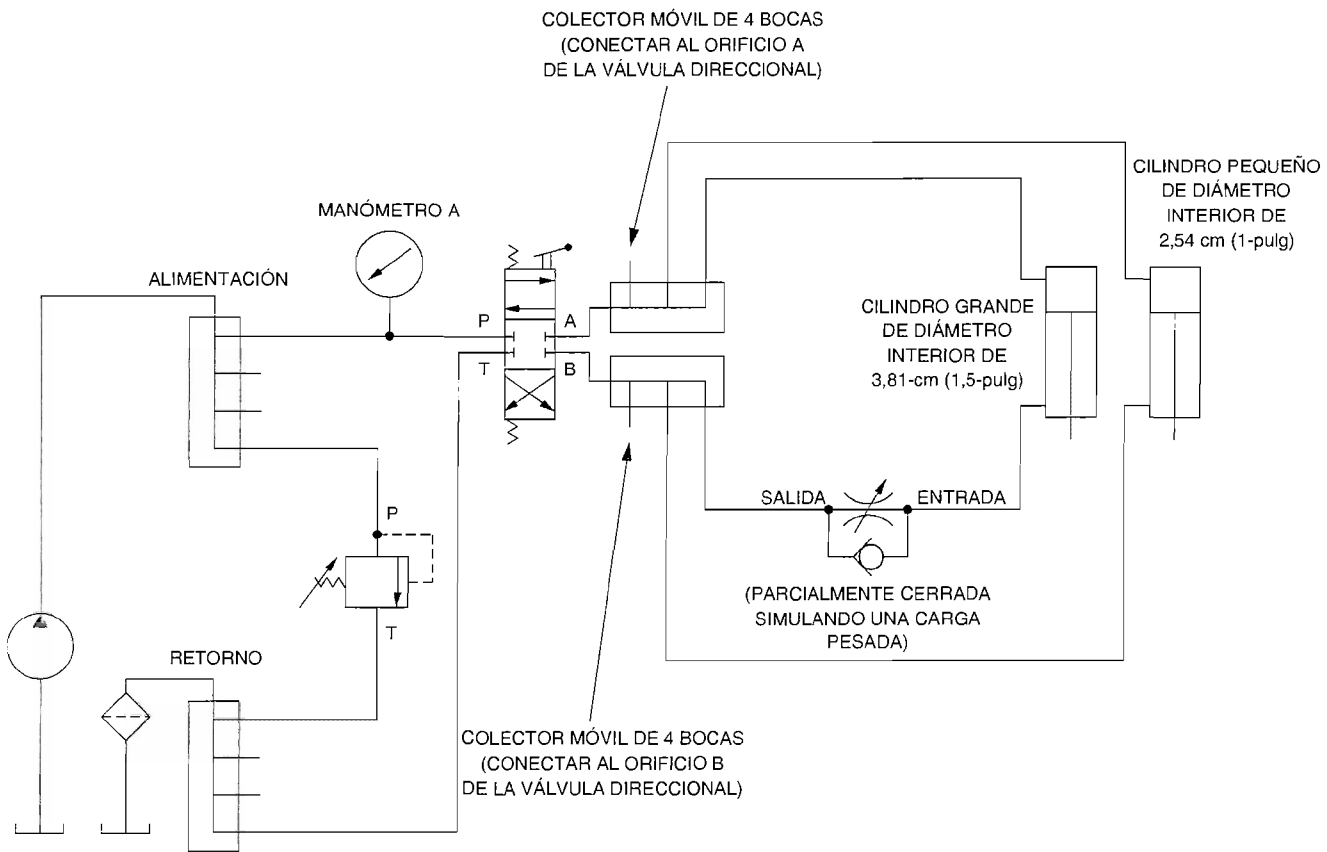 COLECTOR MÓVIL DE 4 BOCAS
(CONECTAR AL ORIFICIO A
DE LA VÁLVULA DIRECCIONAL)
CILINDRO PEQUEÑO
DE DIÁMETRO
INTERIOR DE
2,54 cm (1-pulg)
MANÓMETRO A
ALIMENTACIÓN
P
A
T
B
CILINDRO GRANDE
DE DIÁMETRO
INTERIOR DE
3,81-cm (1,5-pulg)
SALIDA
ENTRADA
P
(PARCIALMENTE CERRADA
SIMULANDO UNA CARGA
PESADA)
T
RETORNO
COLECTOR MÓVIL DE 4 BOCAS
(CONECTAR AL ORIFICIO B
DE LA VÁLVULA DIRECCIONAL)